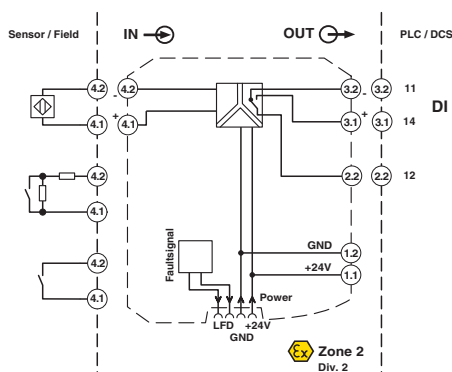 Sensor / Field
IN
OUT
PLC / DCS
4.2
-
4.2
3.2
-
3.2
11
DI
4.1
+
4.1
3.1
+
3.1
14
4.2
2.2
2.2
12
4.1
Faultsignal
GND
1.2
4.2
+24V
1.1
4.1
Power
LFD
+24V
GND
Ex
Zone 2
Div. 2